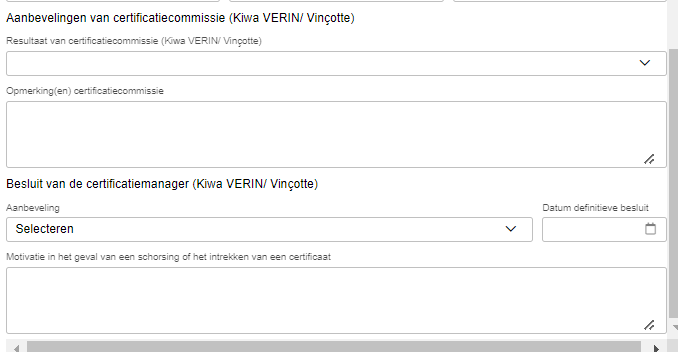 Aanbevelingen van certificatiecommissie (Kiwa VERIN/ Vinçotte)
Resultaat van certificatiecommissie (Kiwa VERIN/ Vinçotte)
Opmerking(en) certificatiecommissie
Besluit van de certificatiemanager (Kiwa VERIN/ Vinçotte)
Aanbeveling
Datum definitieve besluit
Selecteren
Motivatie in het geval van een schorsing of het intrekken van een certificaat